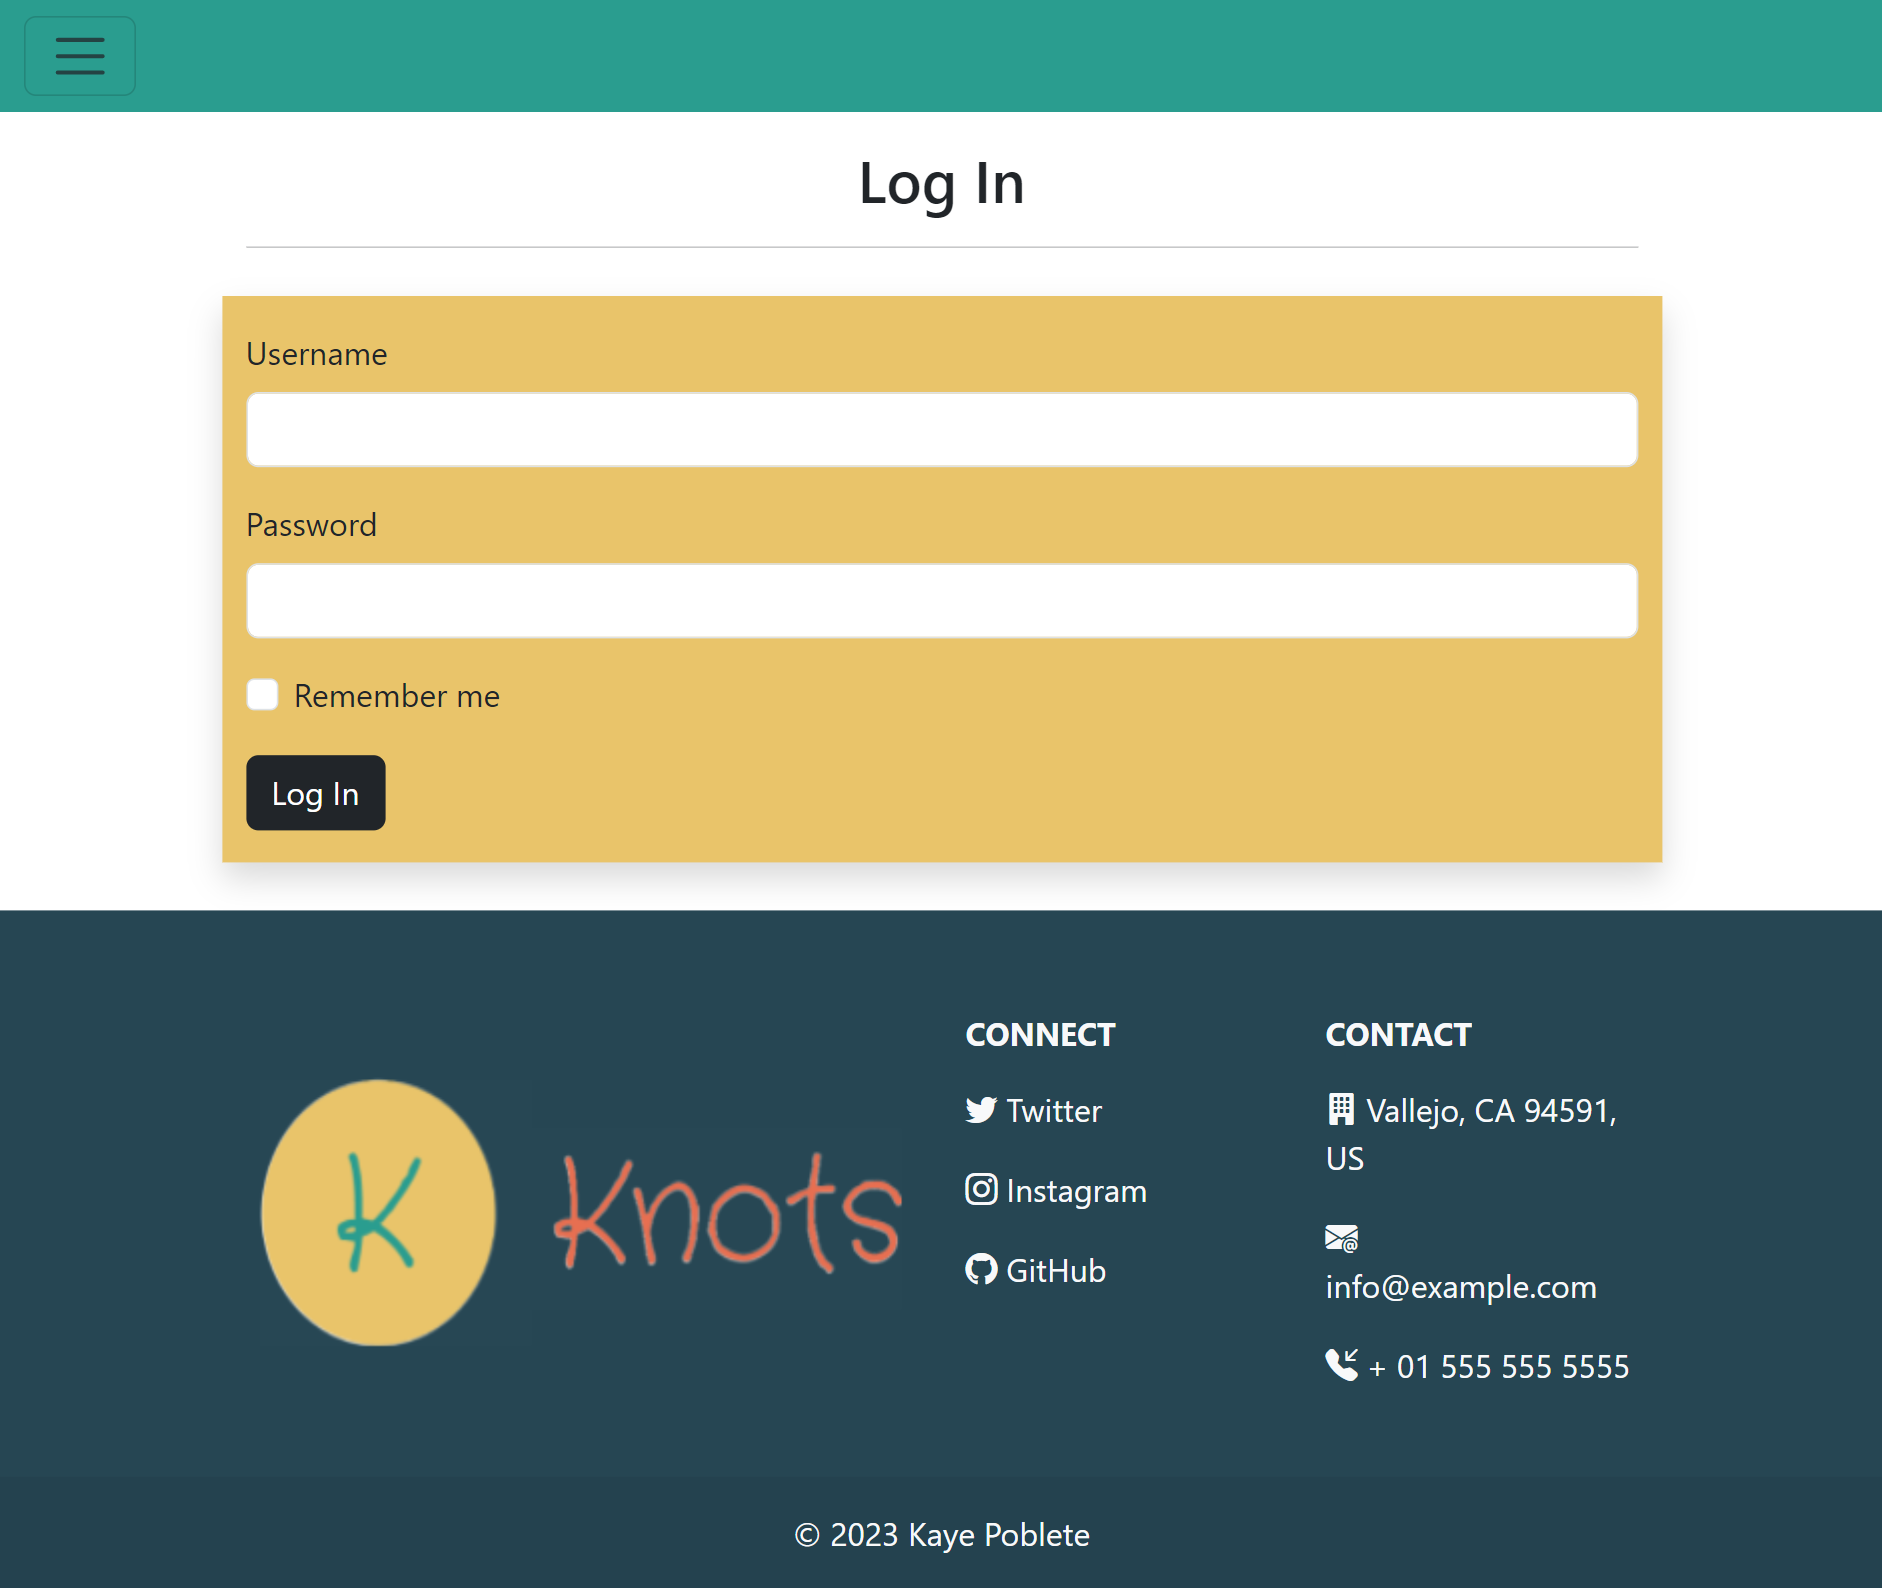 Log In
Username
Password
Remember me
Log In
K Knots
CONNECT
Twitter
Instagram
GitHub
CONTACT
Vallejo, CA 94591,
US
info@example.com
+ 01 555 555 5555
© 2023 Kaye Poblete